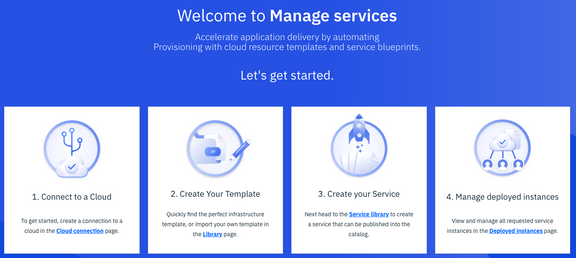 Welcome to Manage services
Accelerate application delivery by automating
Provisioning with cloud resource templates and service blueprints.
Let's get started.
1. Connect to a Cloud
To get started, create a connection to a
cloud in the Cloud connection page.
2. Create Your Template
Quickly find the perfect infrastructure
template, or import your own template in
the Library page.
3. Create your Service
Next head to the Service library to create
a service that can be published into the
catalog.
4. Manage deployed instances
View and manage all requested service
instances in the Deployed instances page.